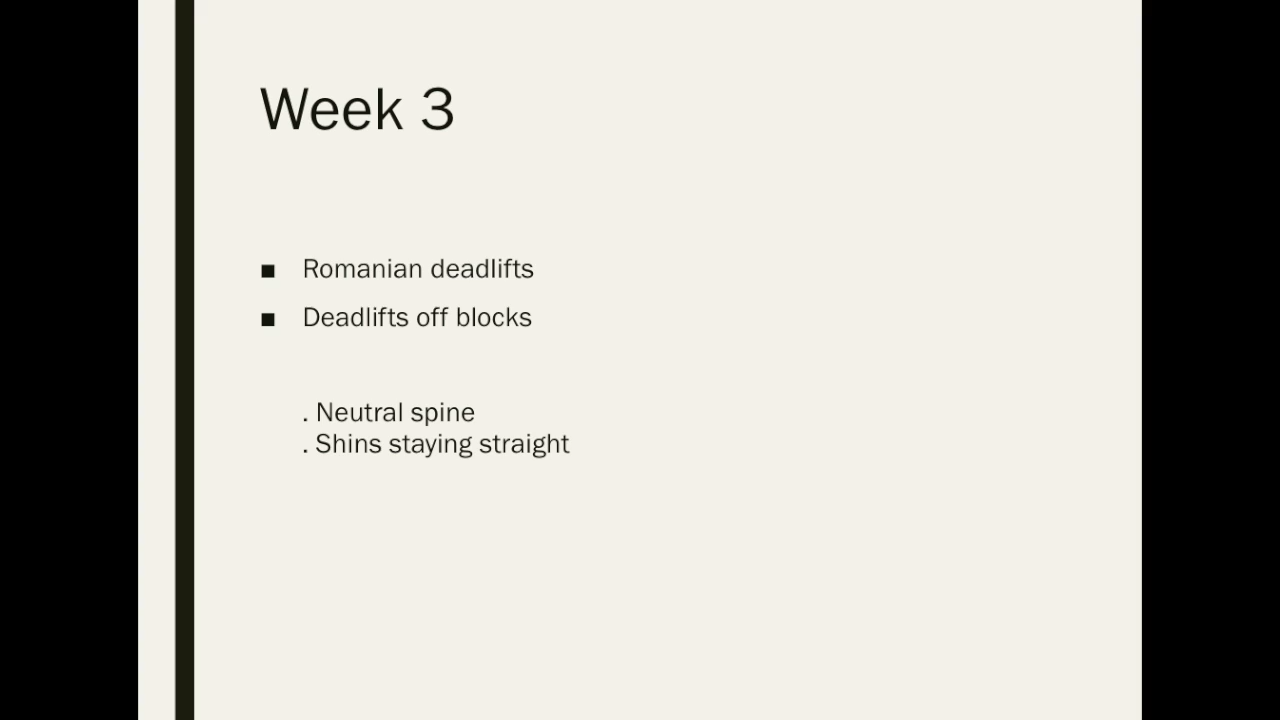 Week 3
■ Romanian deadlifts
■ Deadlifts off blocks
. Neutral spine
. Shins staying straight